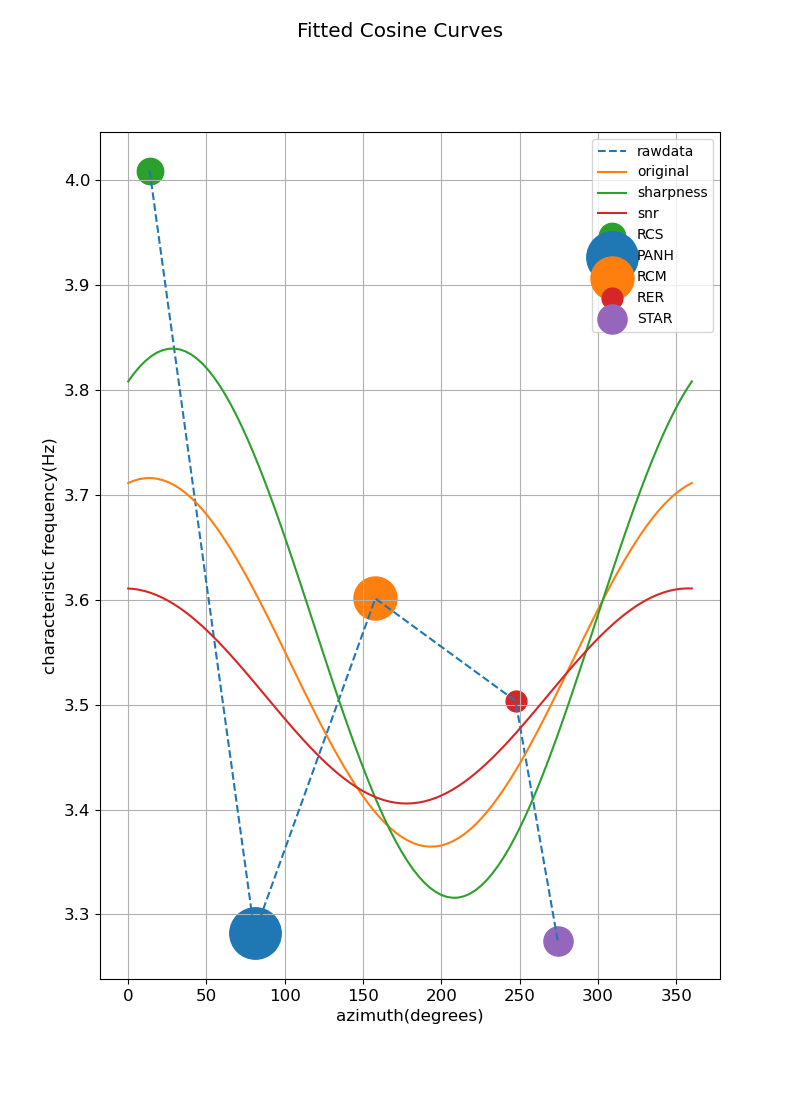 Fitted Cosine Curves
rawdata
original
sharpness
snr
RCS
PANH
RCM
RER
STAR
4.0
3.9
3.8
3.7
3.6
3.5
3.4
3.3
characteristic frequency(Hz)
0 50 100 150 200 250 300 350
azimuth(degrees)